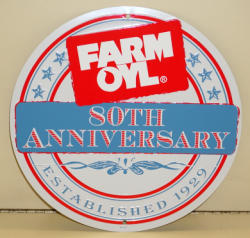 FARM
OYL®
80TH
ANNIVERSARY
ESTABLISHED 1929